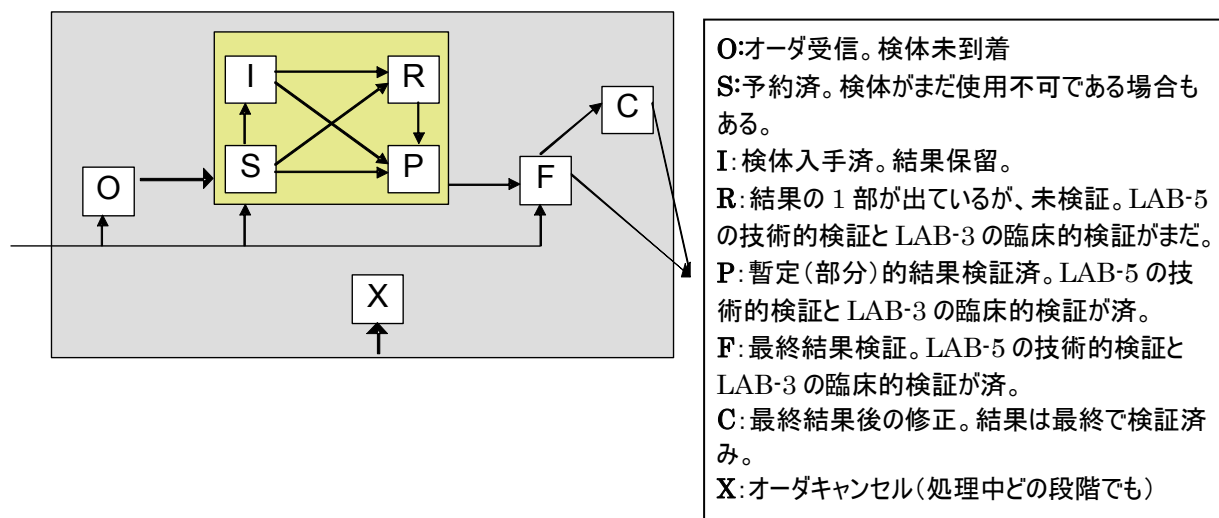 I
R
S
P
O
F
C
X
O:オーダ受信。検体未到着
S:予約済。検体がまだ使用不可である場合も
ある。
I:検体入手済。結果保留。
R:結果の 1 部が出ているが、未検証。LAB-5
の技術的検証と LAB-3 の臨床的検証がまだ。
P:暫定(部分)的結果検証済。LAB-5 の技
術的検証と LAB-3 の臨床的検証が済。
F:最終結果検証。LAB-5 の技術的検証と
LAB-3 の臨床的検証が済。
C:最終結果後の修正。結果は最終で検証済
み。
X:オーダキャンセル(処理中どの段階でも)